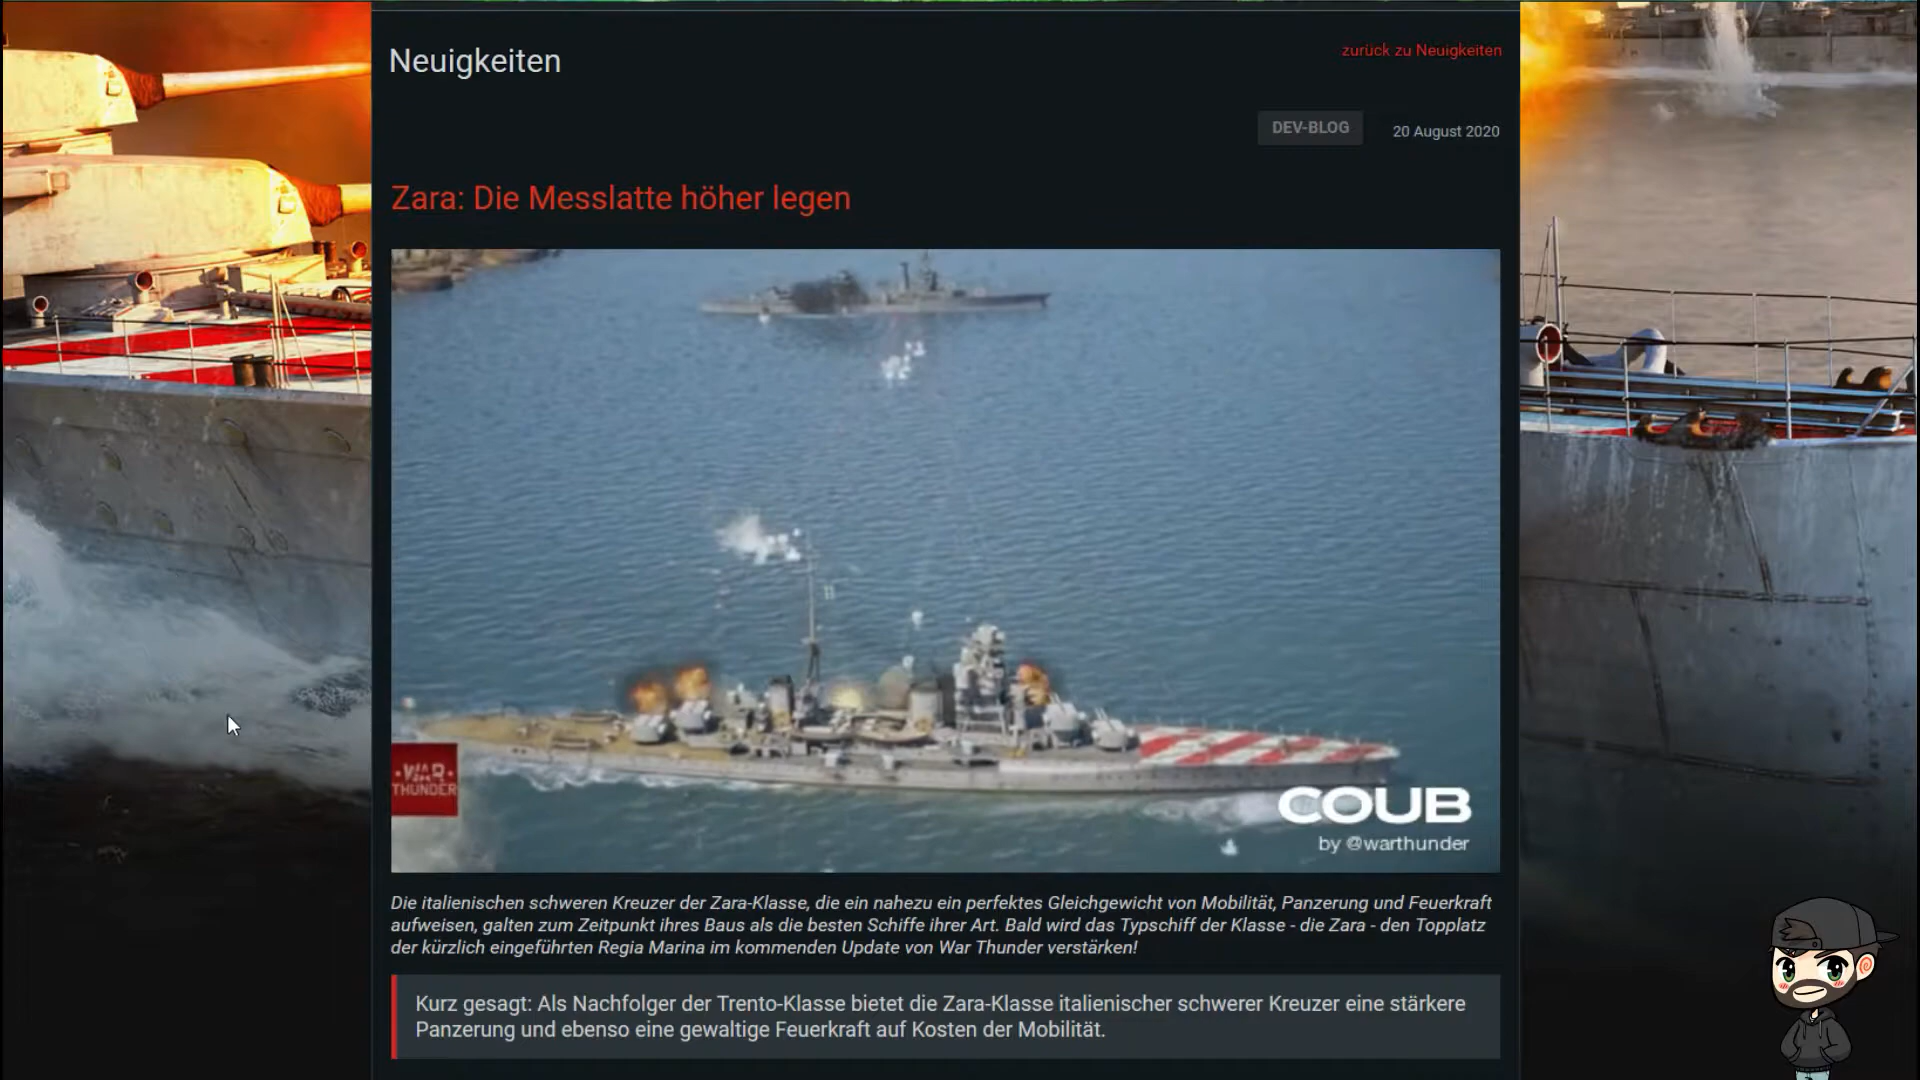 Neuigkeiten
zurück zu Neuigkeiten
DEV-BLOG
20 August 2020
Zara: Die Messlatte höher legen
WAR
THUNDER
COUB
by @warthunder
Die italienischen schweren Kreuzer der Zara-Klasse, die ein nahezu ein perfektes Gleichgewicht von Mobilität, Panzerung und Feuerkraft
aufweisen, galten zum Zeitpunkt ihres Baus als die besten Schiffe ihrer Art. Bald wird das Typschiff der Klasse - die Zara - den Topplatz
der kürzlich eingeführten Regia Marina im kommenden Update von War Thunder verstärken!
Kurz gesagt: Als Nachfolger der Trento-Klasse bietet die Zara-Klasse italienischer schwerer Kreuzer eine stärkere
Panzerung und ebenso eine gewaltige Feuerkraft auf Kosten der Mobilität.